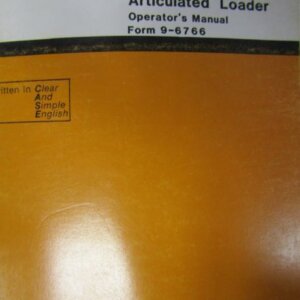 Articulated Loader
Operator's Manual
Form 9-6766
itten In Clear
And
Simple
English